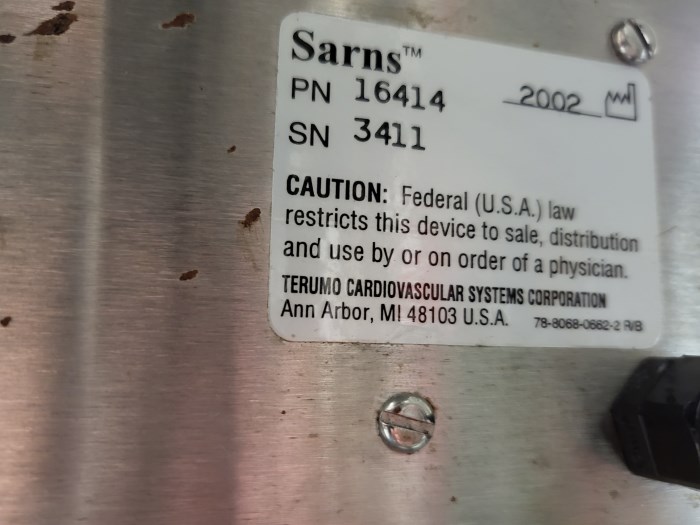 Sarns™
PN 16414 2002
SN 3411
CAUTION: Federal (U.S.A.) law
restricts this device to sale, distribution
and use by or on order of a physician.
TERUMO CARDIOVASCULAR SYSTEMS CORPORATION
Ann Arbor, MI 48103 U.S.A. 78-8068-0662-2 R/B